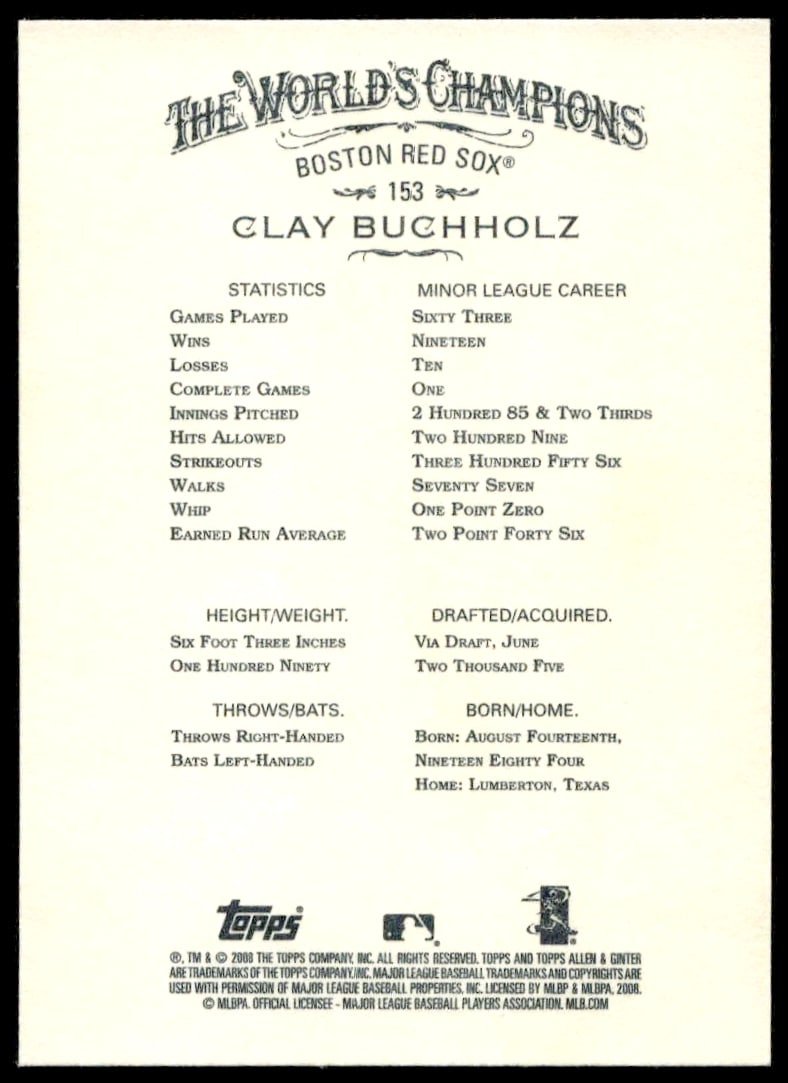 THE WORLD'S CHAMPIONS
BOSTON RED SOX®
153
CLAY BUCHHOLZ
STATISTICS MINOR LEAGUE CAREER
GAMES PLAYED SIXTY THREE
WINS NINETEEN
LOSSES TEN
COMPLETE GAMES ONE
INNINGS PITCHED 2 HUNDRED 85 & TWO THIRDS
HITS ALLOWED TWO HUNDRED NINE
STRIKEOUTS THREE HUNDRED FIFTY SIX
WALKS SEVENTY SEVEN
WHIP ONE POINT ZERO
EARNED RUN AVERAGE TWO POINT FORTY SIX
HEIGHT/WEIGHT. DRAFTED/ACQUIRED.
SIX FOOT THREE INCHES VIA DRAFT, JUNE
ONE HUNDRED NINETY TWO THOUSAND FIVE
THROWS/BATS. BORN/HOME.
THROWS RIGHT-HANDED BORN: AUGUST FOURTEENTH,
BATS LEFT-HANDED NINETEEN EIGHTY FOUR
HOME: LUMBERTON, TEXAS
Topps ®
®, TM & © 2008 THE TOPPS COMPANY, INC. ALL RIGHTS RESERVED. TOPPS AND TOPPS ALLEN & GINTER
ARE TRADEMARKS OF THE TOPPS COMPANY, INC. MAJOR LEAGUE BASEBALL TRADEMARKS AND COPYRIGHTS ARE
USED WITH PERMISSION OF MAJOR LEAGUE BASEBALL PROPERTIES, INC. LICENSED BY MLBP & MLBPA, 2008.
© MLBPA. OFFICIAL LICENSEE - MAJOR LEAGUE BASEBALL PLAYERS ASSOCIATION. MLB.COM